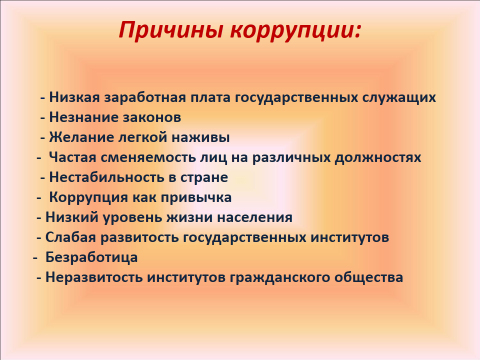 Причины коррупции:
- Низкая заработная плата государственных служащих
- Незнание законов
- Желание легкой наживы
- Частая сменяемость лиц на различных должностях
- Нестабильность в стране
- Коррупция как привычка
- Низкий уровень жизни населения
- Слабая развитость государственных институтов
- Безработица
- Неразвитость институтов гражданского общества